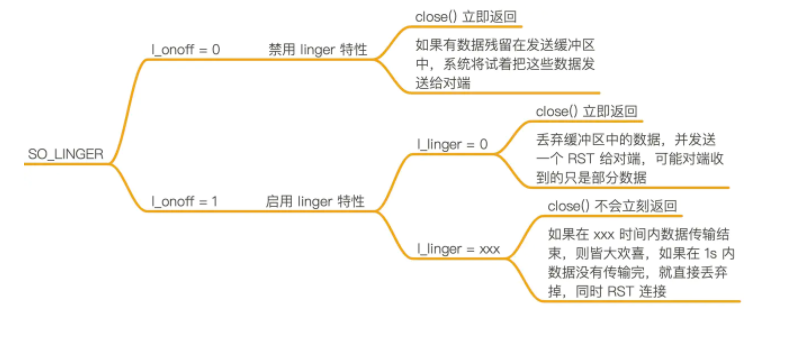 SO_LINGER
l_onoff = 0
禁用 linger 特性
close() 立即返回
如果有数据残留在发送缓冲区
中，系统将试着把这些数据发
送给对端
l_onoff = 1
启用 linger 特性
l_linger = 0
close() 立即返回
丢弃缓冲区中的数据，并发送
一个 RST 给对端，可能对端收
到的只是部分数据
l_linger = xxx
close() 不会立刻返回
如果在 xxx 时间内数据传输结
束，则皆大欢喜，如果在 1s 内
数据没有传输完，就直接丢弃
掉，同时 RST 连接